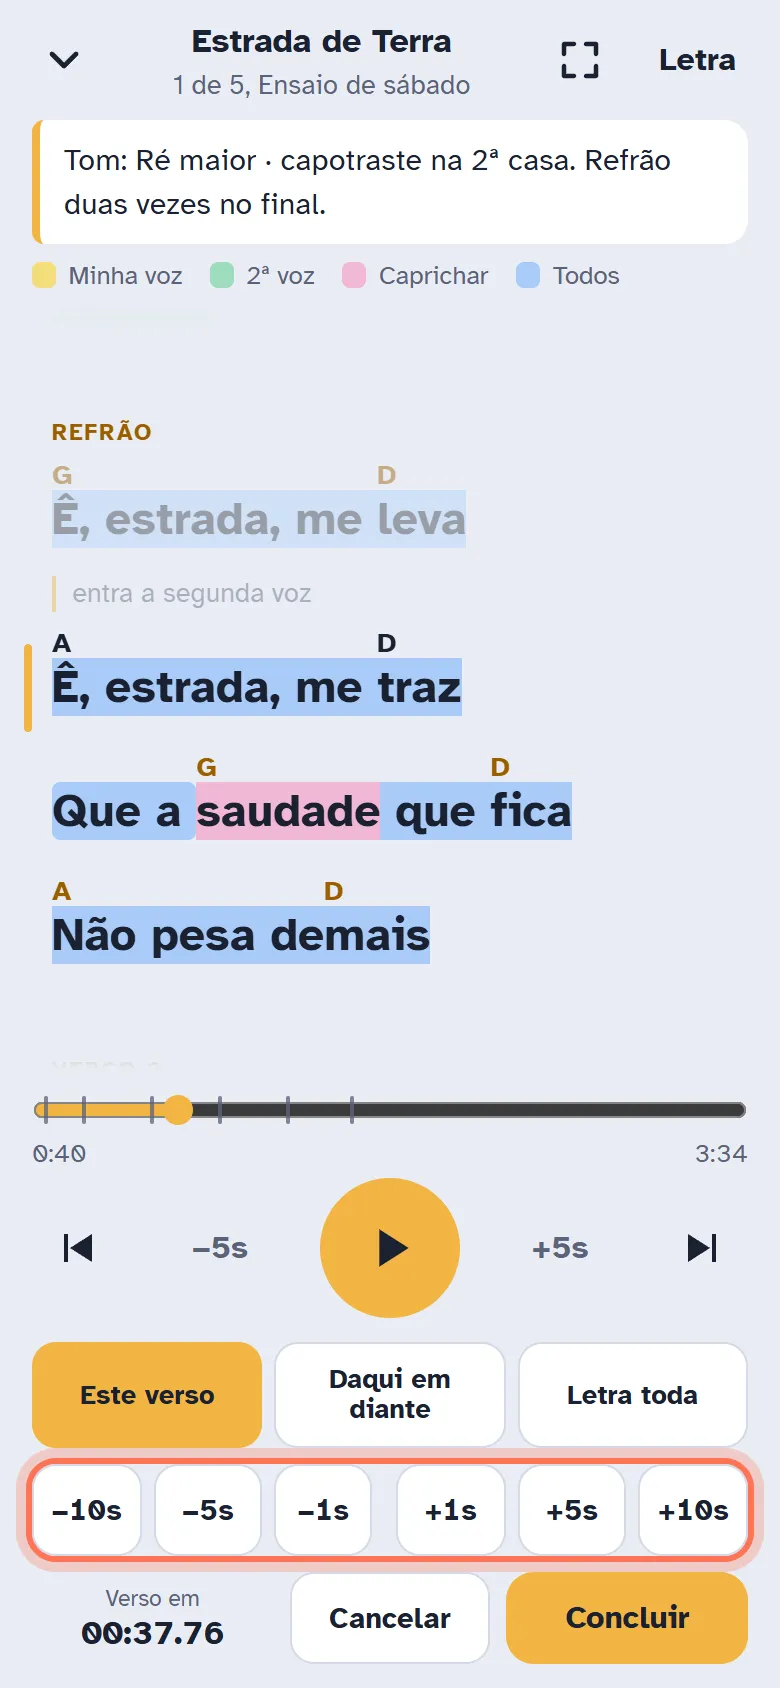 Estrada de Terra
1 de 5, Ensaio de sábado
Letra
Tom: Ré maior · capotraste na 2ª casa. Refrão
duas vezes no final.
Minha voz
2ª voz
Caprichar
Todos
REFRÃO
G D
Ê, estrada, me leva
entra a segunda voz
A D
Ê, estrada, me traz
G D
Que a saudade que fica
A D
Não pesa demais
0:40
3:34
–5s
+5s
Este verso
Daqui em
diante
Letra toda
–10s
–5s
–1s
+1s
+5s
+10s
Verso em
00:37.76
Cancelar
Concluir